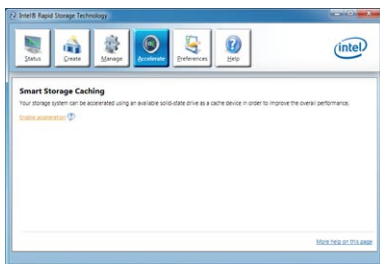 Intel® Rapid Storage Technology
Status
Create
Manage
Accelerate
Preferences
Help
intel
Smart Storage Caching
Your storage system can be accelerated using an available solid-state drive as a cache device in order to improve the overall performance.
Enable acceleration
More help on this page